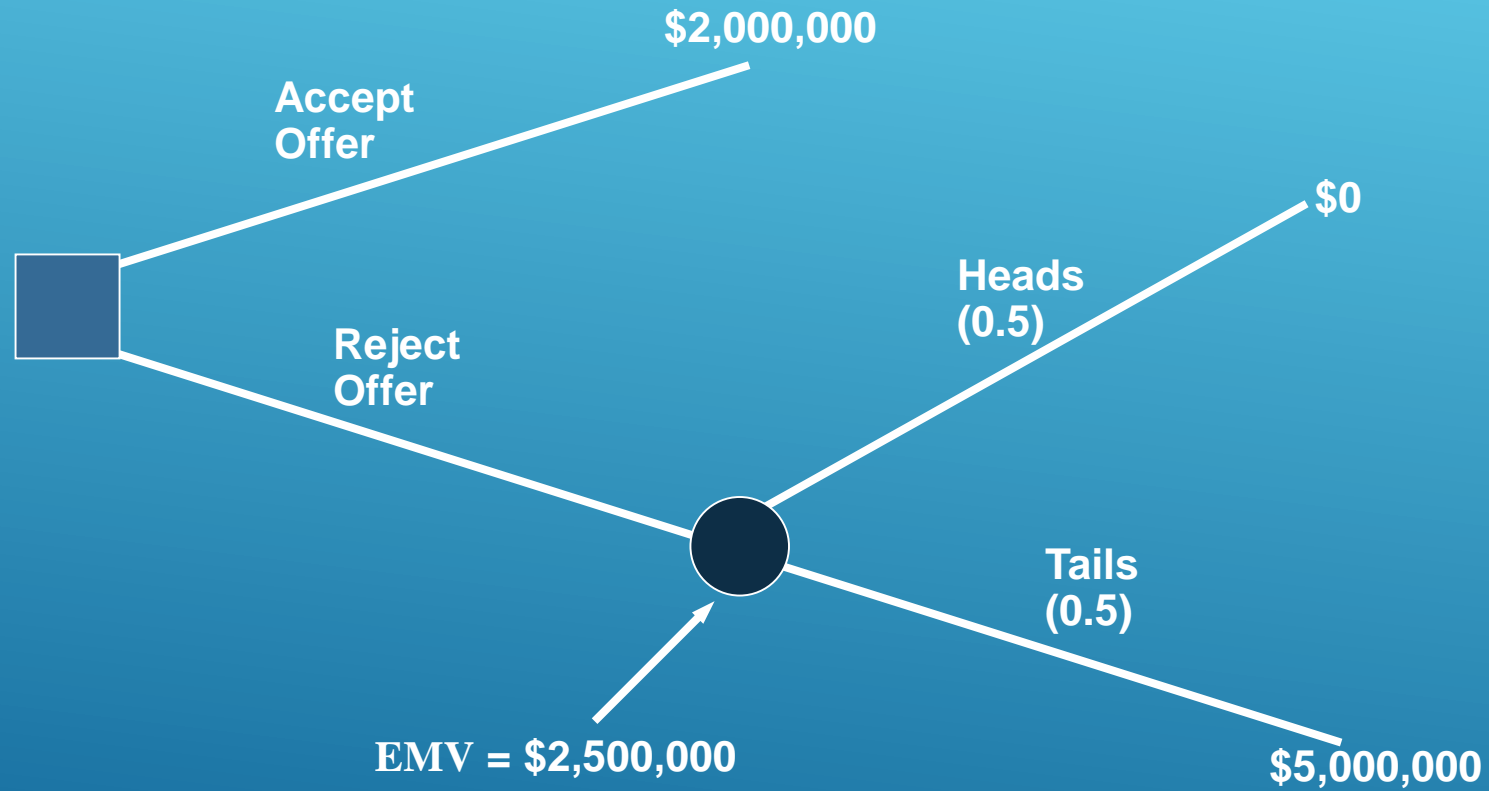 $2,000,000
Accept
Offer
$0
Heads
(0.5)
Reject
Offer
Tails
(0.5)
EMV = $2,500,000
$5,000,000